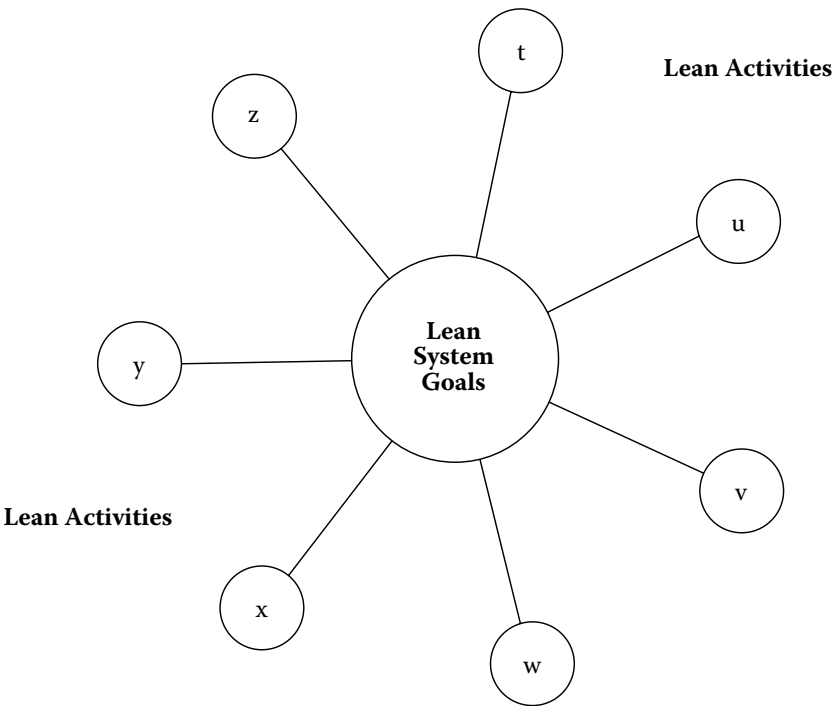 t
Lean Activities
z
u
Lean
System
Goals
y
v
Lean Activities
x
w